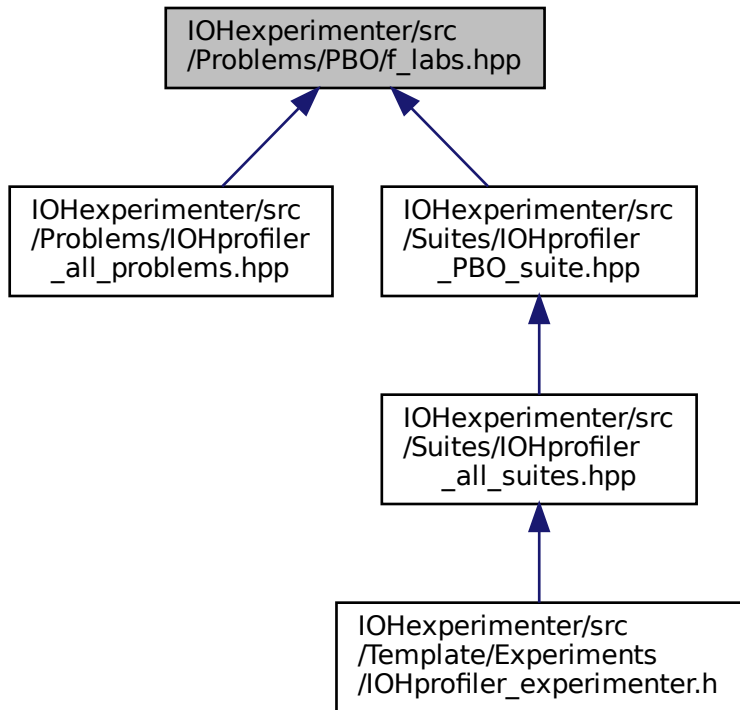 IOHexperimenter/src
/Problems/PBO/f_labs.hpp
IOHexperimenter/src
/Problems/IOHprofiler
_all_problems.hpp
IOHexperimenter/src
/Suites/IOHprofiler
_PBO_suite.hpp
IOHexperimenter/src
/Suites/IOHprofiler
_all_suites.hpp
IOHexperimenter/src
/Template/Experiments
/IOHprofiler_experimenter.h